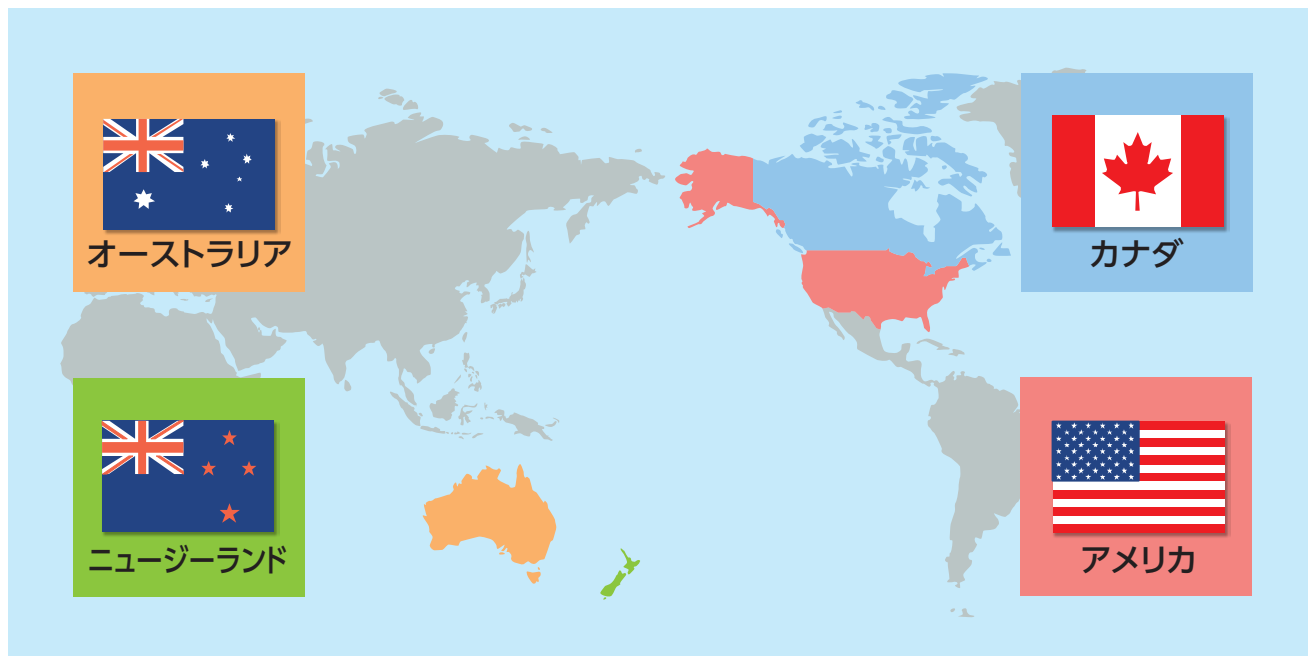 オーストラリア
カナダ
ニュージーランド
アメリカ